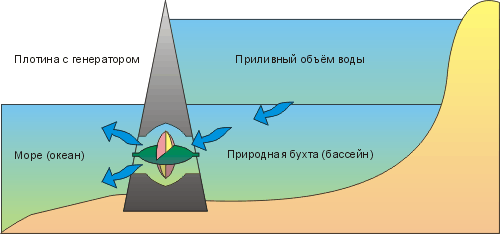 Плотина с генератором
Приливный объём воды
Море (океан)
Природная бухта (бассейн)